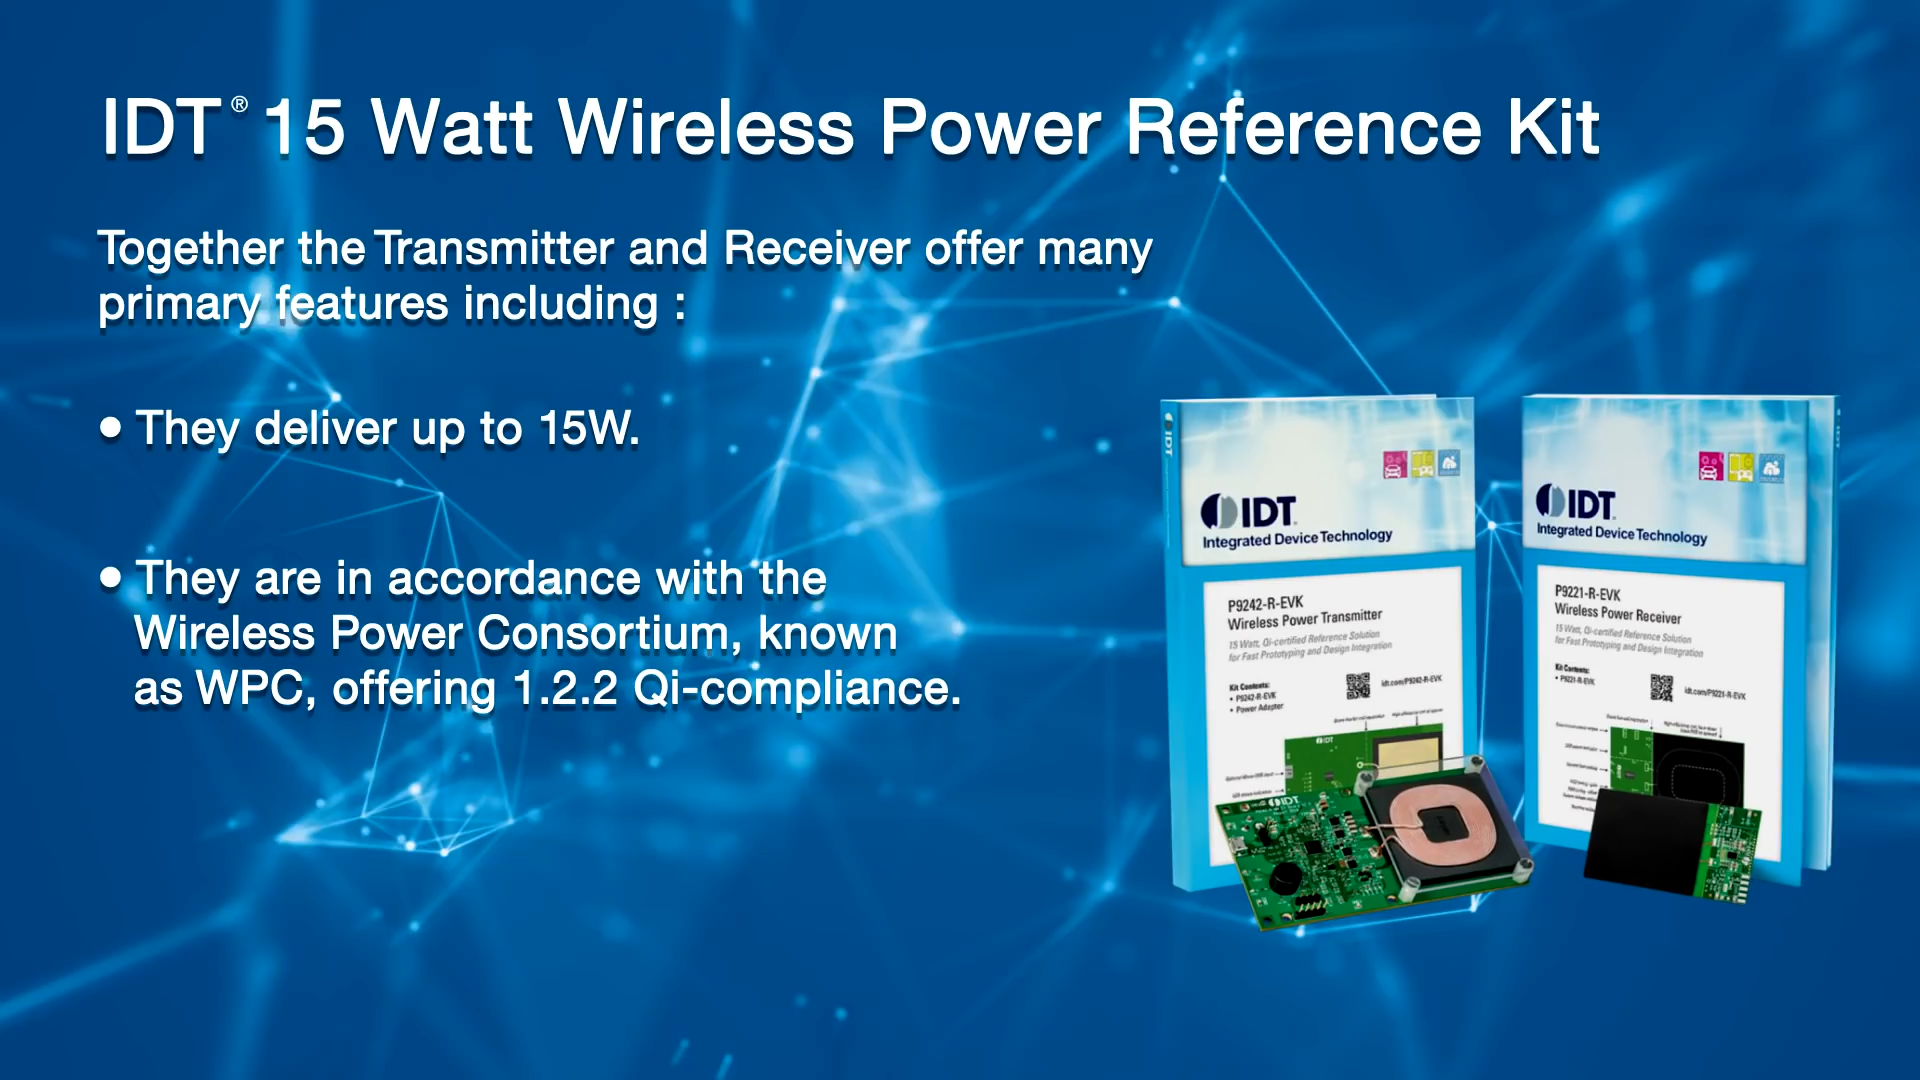 IDT® 15 Watt Wireless Power Reference Kit
Together the Transmitter and Receiver offer many
primary features including :
• They deliver up to 15W.
• They are in accordance with the
Wireless Power Consortium, known
as WPC, offering 1.2.2 Qi-compliance.
IDT
IDT
Integrated Device Technology
P9242-R-EVK
Wireless Power Transmitter
15 Watt, Qi-certified Reference Solution
for Fast Prototyping and Design Integration
Kit Contents:
• P9242-R-EVK
• Power Adapter
idt.com/P9242-R-EVK
IDT
IDT
IDT
Integrated Device Technology
P9221-R-EVK
Wireless Power Receiver
15 Watt, Qi-certified Reference Solution
for Fast Prototyping and Design Integration
Kit Contents:
• P9221-R-EVK
idt.com/P9221-R-EVK
IDT